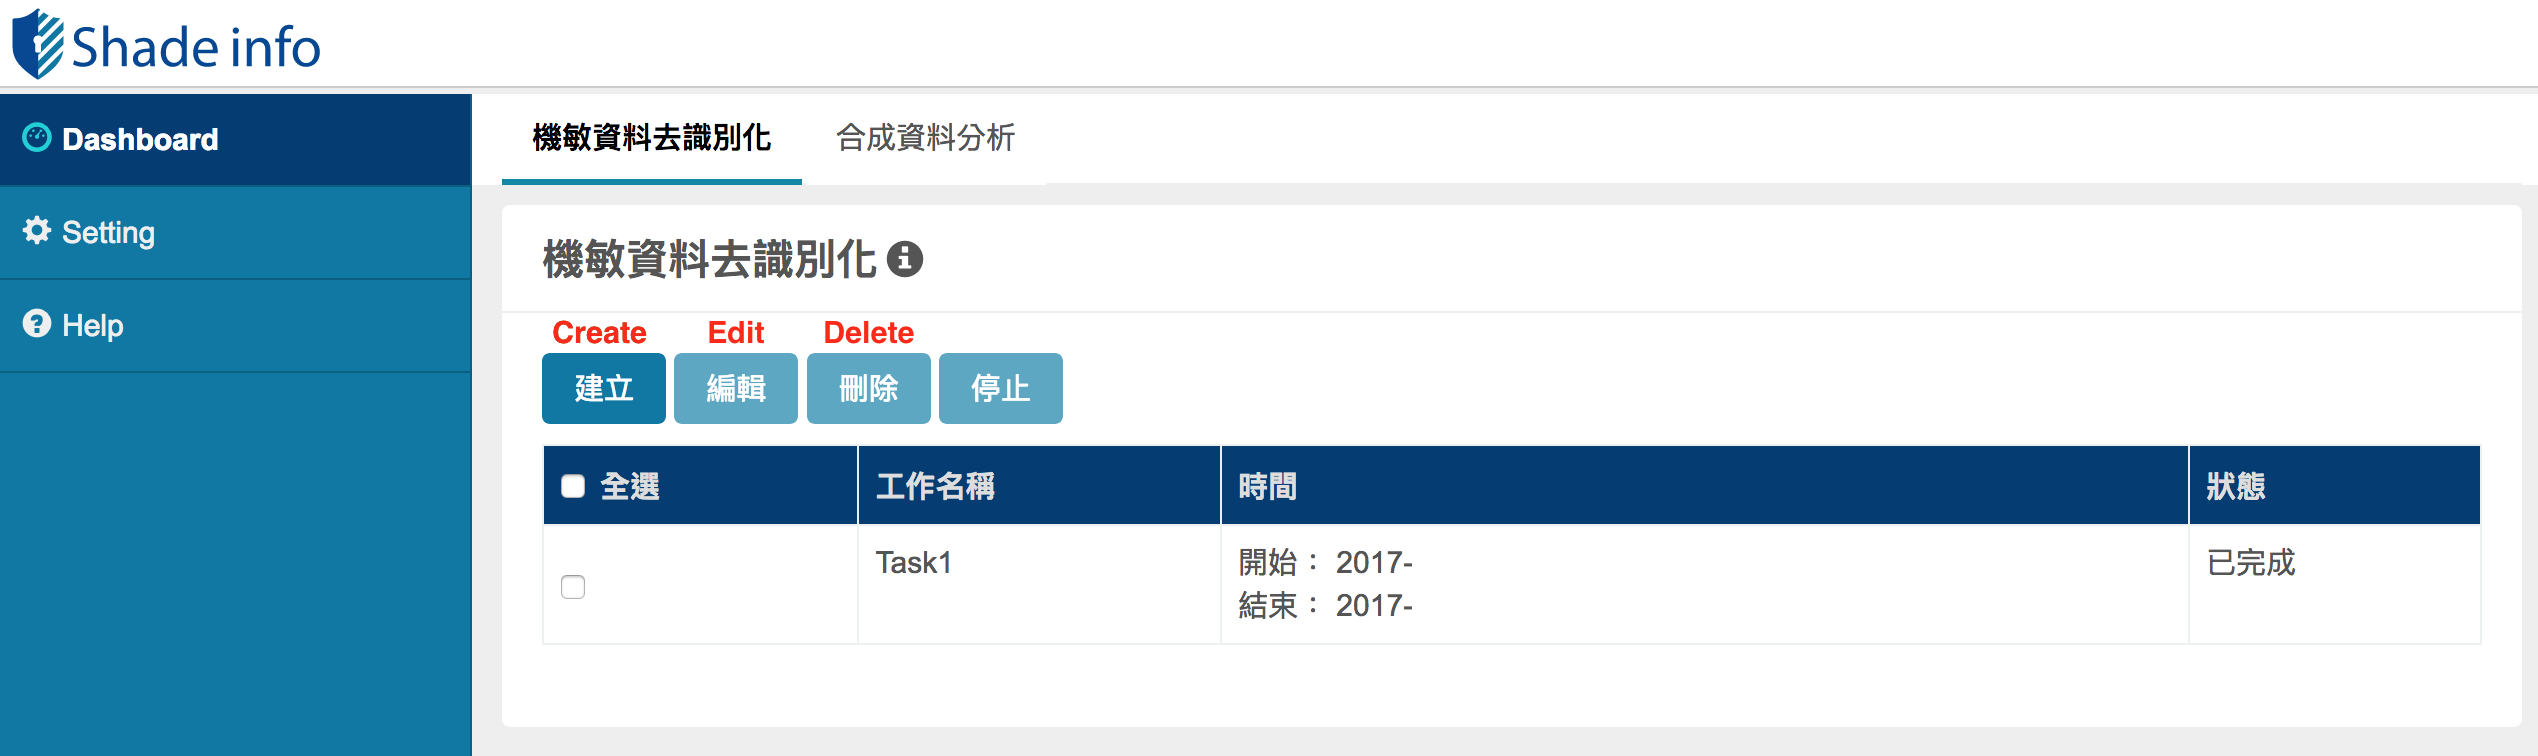 Shade info
Dashboard
Setting
Help
機敏資料去識別化 合成資料分析
機敏資料去識別化
Create Edit Delete
建立 編輯 刪除 停止
全選 工作名稱 時間 狀態
Task1 開始： 2017- 已完成
結束： 2017-